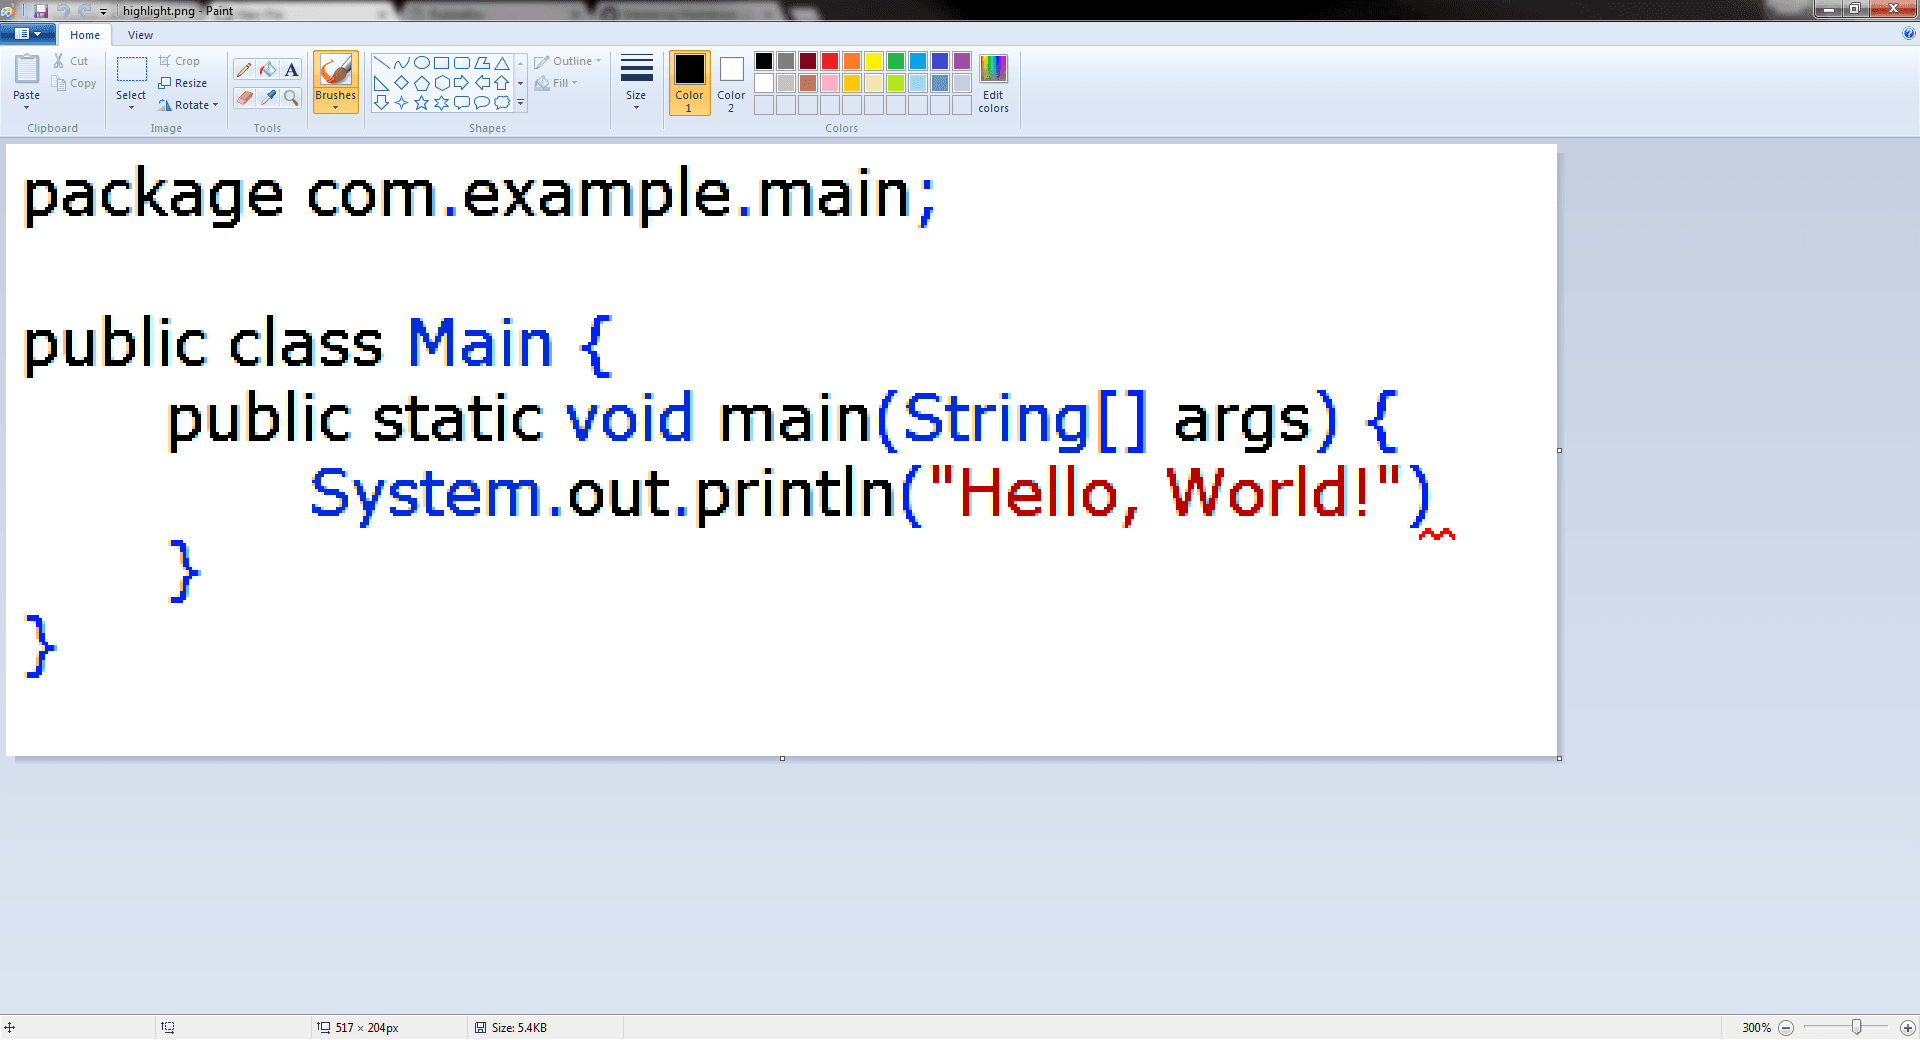 highlight.png - Paint
Home View
Paste
Cut
Copy
Clipboard
Select
Crop
Resize
Rotate
Image
A
Tools
Brushes
Shapes
Outline
Fill
Size
Color 1
Color 2
Edit colors
Colors
package com.example.main;
public class Main {
public static void main(String[] args) {
System.out.println("Hello, World!")
}
}
517 × 204px
Size: 5.4KB
300%